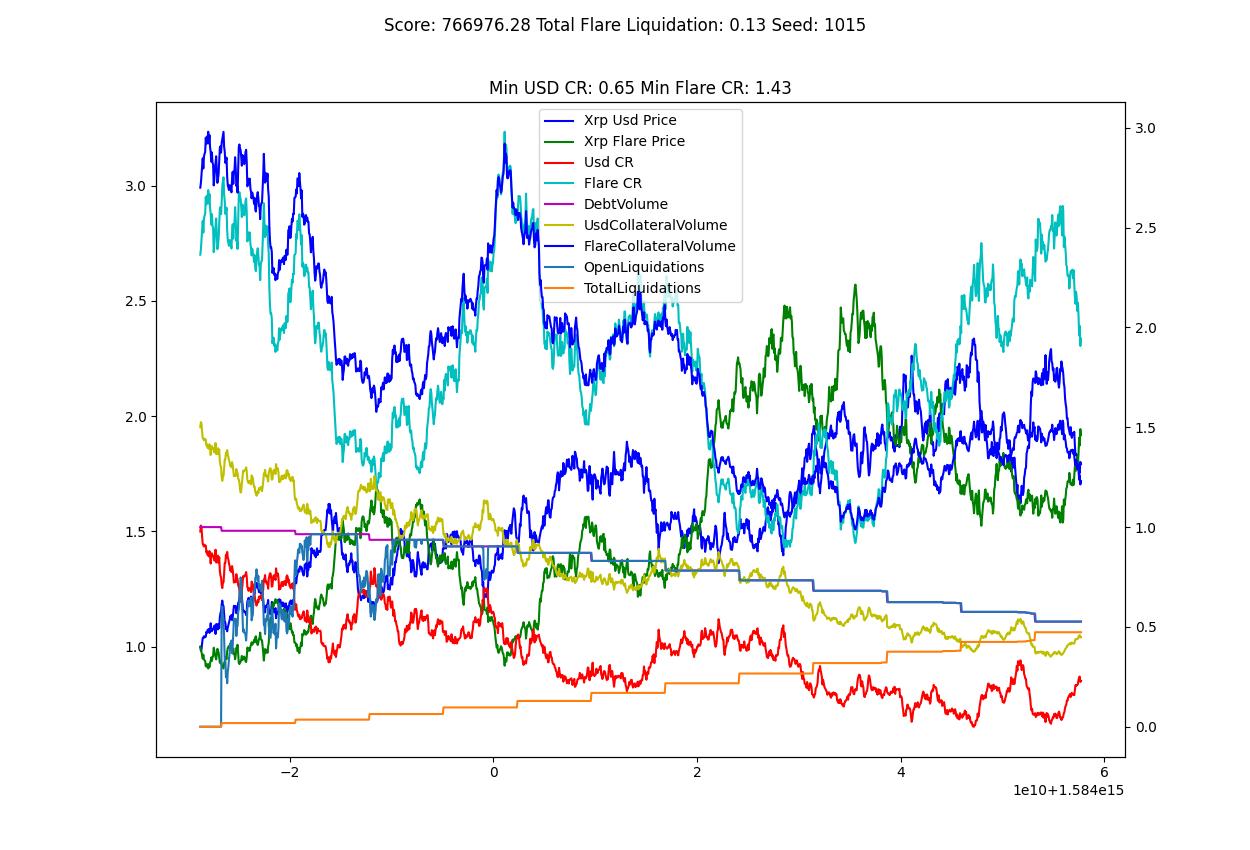 Score: 766976.28 Total Flare Liquidation: 0.13 Seed: 1015
Min USD CR: 0.65 Min Flare CR: 1.43
Xrp Usd Price
Xrp Flare Price
Usd CR
Flare CR
DebtVolume
UsdCollateralVolume
FlareCollateralVolume
OpenLiquidations
TotalLiquidations
3.0
2.5
2.0
1.5
1.0
3.0
2.5
2.0
1.5
1.0
0.5
0.0
−2 0 2 4 6
1e10+1.584e15